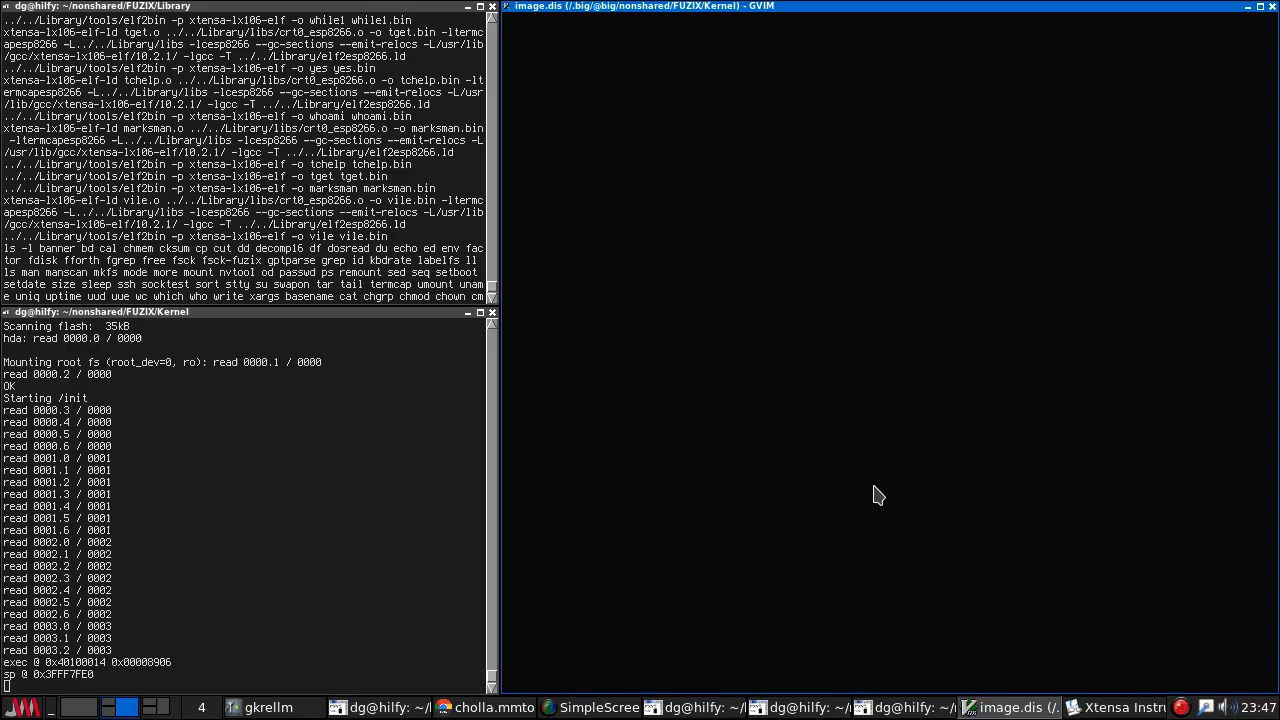 dg@hilfy: ~/nonshared/FUZIX/Library
../../Library/tools/elf2bin -p xtensa-lx106-elf -o while1 while1.bin
xtensa-lx106-elf-ld tget.o ../../Library/libs/crt0_esp8266.o -o tget.bin -ltermc
apesp8266 -L../../Library/libs -lcesp8266 --gc-sections --emit-relocs -L/usr/lib
/gcc/xtensa-lx106-elf/10.2.1/ -lgcc -T ../../Library/elf2esp8266.ld
../../Library/tools/elf2bin -p xtensa-lx106-elf -o yes yes.bin
xtensa-lx106-elf-ld tchelp.o ../../Library/libs/crt0_esp8266.o -o tchelp.bin -lt
ermcapesp8266 -L../../Library/libs -lcesp8266 --gc-sections --emit-relocs -L/usr
/lib/gcc/xtensa-lx106-elf/10.2.1/ -lgcc -T ../../Library/elf2esp8266.ld
../../Library/tools/elf2bin -p xtensa-lx106-elf -o whoami whoami.bin
xtensa-lx106-elf-ld marksman.o ../../Library/libs/crt0_esp8266.o -o marksman.bin
-ltermcapesp8266 -L../../Library/libs -lcesp8266 --gc-sections --emit-relocs -L
/usr/lib/gcc/xtensa-lx106-elf/10.2.1/ -lgcc -T ../../Library/elf2esp8266.ld
../../Library/tools/elf2bin -p xtensa-lx106-elf -o tchelp tchelp.bin
../../Library/tools/elf2bin -p xtensa-lx106-elf -o tget tget.bin
../../Library/tools/elf2bin -p xtensa-lx106-elf -o marksman marksman.bin
xtensa-lx106-elf-ld vile.o ../../Library/libs/crt0_esp8266.o -o vile.bin -ltermc
apesp8266 -L../../Library/libs -lcesp8266 --gc-sections --emit-relocs -L/usr/lib
/gcc/xtensa-lx106-elf/10.2.1/ -lgcc -T ../../Library/elf2esp8266.ld
../../Library/tools/elf2bin -p xtensa-lx106-elf -o vile vile.bin
ls -l banner bd cal chmem cksum cp cut dd decomp16 df dosread du echo ed env fac
tor fdisk fforth fgrep free fsck fsck-fuzix gptparse grep id kbdrate labelfs ll
ls man manscan mkfs mode more mount nvtool od passwd ps remount sed seq setboot
setdate size sleep ssh socktest sort stty su swapon tar tail termcap umount unam
e uniq uptime uud uue wc which who write xargs basename cat chgrp chmod chown cm
dg@hilfy: ~/nonshared/FUZIX/Kernel
Scanning flash:  35kB
hda: read 0000.0 / 0000
Mounting root fs (root_dev=0, ro): read 0000.1 / 0000
read 0000.2 / 0000
OK
Starting /init
read 0000.3 / 0000
read 0000.4 / 0000
read 0000.5 / 0000
read 0000.6 / 0000
read 0001.0 / 0001
read 0001.1 / 0001
read 0001.2 / 0001
read 0001.3 / 0001
read 0001.4 / 0001
read 0001.5 / 0001
read 0001.6 / 0001
read 0002.0 / 0002
read 0002.1 / 0002
read 0002.2 / 0002
read 0002.3 / 0002
read 0002.4 / 0002
read 0002.5 / 0002
read 0002.6 / 0002
read 0003.0 / 0003
read 0003.1 / 0003
read 0003.2 / 0003
exec @ 0x40100014 0x00008906
sp @ 0x3FFF7FE0
image.dis (/.big/@big/nonshared/FUZIX/Kernel) - GVIM
4 gkrellm dg@hilfy: ~/ cholla.mmto SimpleScree dg@hilfy: ~/ dg@hilfy: ~/ dg@hilfy: ~/ image.dis (/. Xtensa Instr 23:47